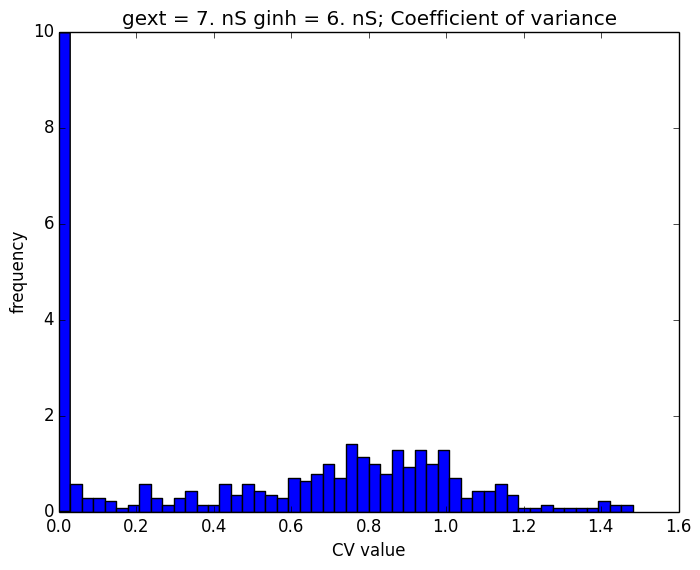 gext = 7. nS ginh = 6. nS; Coefficient of variance
10
8
6
4
2
0
frequency
0.0 0.2 0.4 0.6 0.8 1.0 1.2 1.4 1.6
CV value